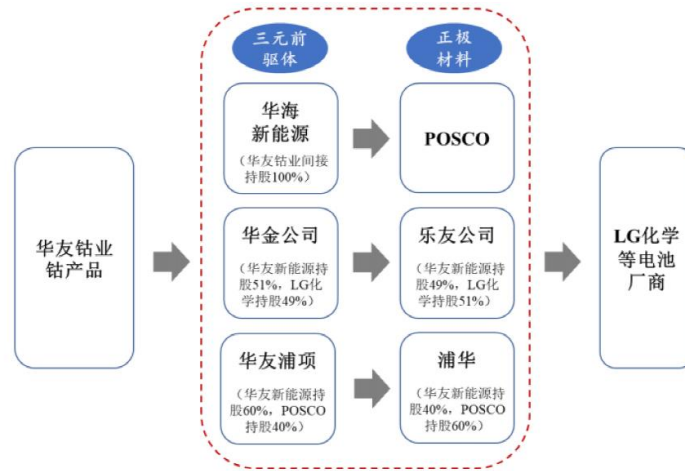 三元前
驱体
正极
材料
华海
新能源
（华友钴业间接
持股100%）
POSCO
华友钴业
钴产品
华金公司
（华友新能源持
股51%，LG化
学持股49%）
乐友公司
（华友新能源持
股49%，LG化学
持股51%）
LG化学
等电池
厂商
华友浦项
（华友新能源持
股60%，POSCO
持股40%）
浦华
（华友新能源持
股40%，POSCO
持股60%）